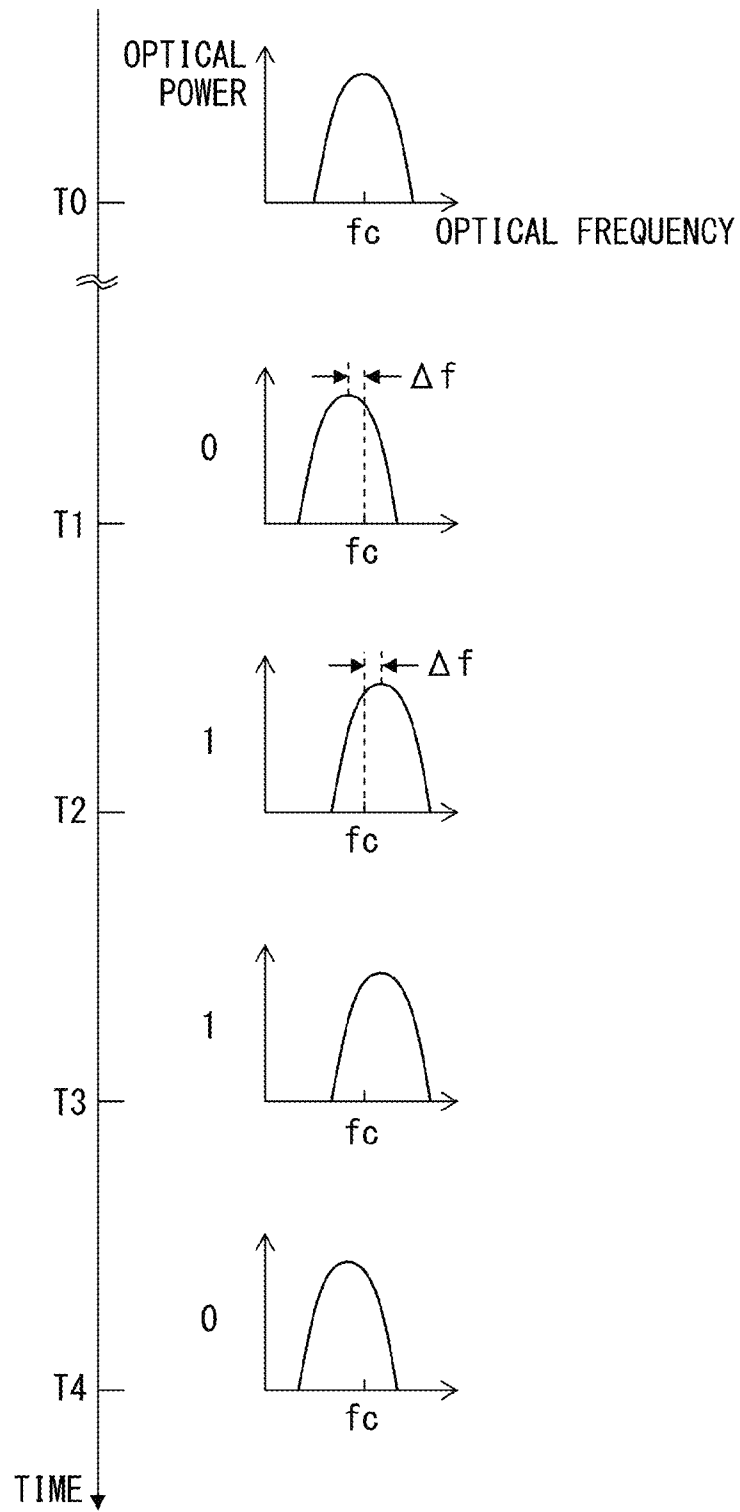 OPTICAL
POWER
T0
fc OPTICAL FREQUENCY
Δf
0
T1
fc
Δf
1
T2
fc
1
T3
fc
0
T4
fc
TIME